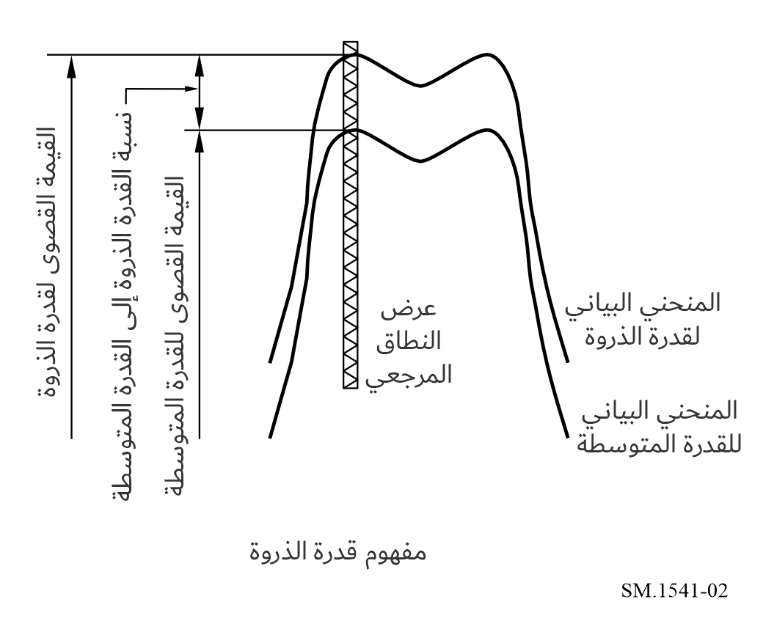 القيمة القصوى لقدرة الذروة
نسبة القدرة الذروة إلى القدرة المتوسطة
القيمة القصوى للقدرة المتوسطة
عرض
النطاق
المرجعي
المنحني البياني
لقدرة الذروة
المنحني البياني
للقدرة المتوسطة
مفهوم قدرة الذروة
SM.1541-02